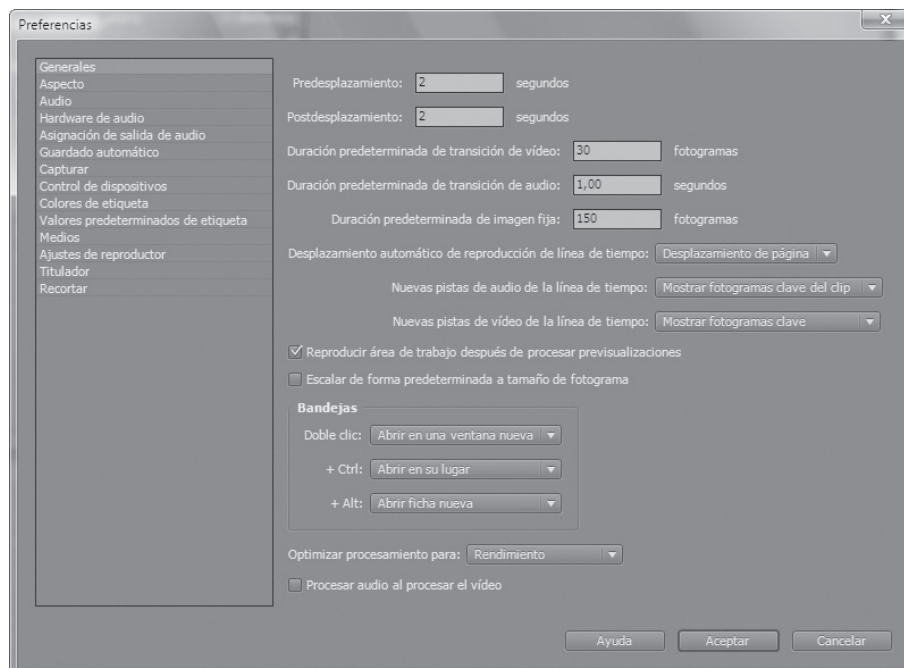 Preferencias
Generales
Aspecto
Audio
Hardware de audio
Asignación de salida de audio
Guardado automático
Capturar
Control de dispositivos
Colores de etiqueta
Valores predeterminados de etiqueta
Medios
Ajustes de reproductor
Titulador
Recortar
Predesplazamiento: 2 segundos
Postdesplazamiento: 2 segundos
Duración predeterminada de transición de vídeo: 30 fotogramas
Duración predeterminada de transición de audio: 1,00 segundos
Duración predeterminada de imagen fija: 150 fotogramas
Desplazamiento automático de reproducción de línea de tiempo: Desplazamiento de página
Nuevas pistas de audio de la línea de tiempo: Mostrar fotogramas clave del clip
Nuevas pistas de vídeo de la línea de tiempo: Mostrar fotogramas clave
Reproducir área de trabajo después de procesar previsualizaciones
Escalar de forma predeterminada a tamaño de fotograma
Bandejas
Doble clic: Abrir en una ventana nueva
+ Ctrl: Abrir en su lugar
+ Alt: Abrir ficha nueva
Optimizar procesamiento para: Rendimiento
Procesar audio al procesar el vídeo
Ayuda Aceptar Cancelar